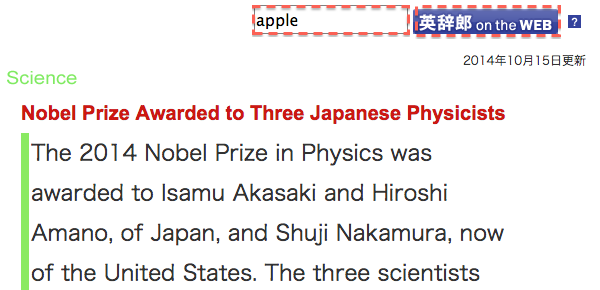 apple
英辞郎 on the WEB ?
2014年10月15日更新
Science
Nobel Prize Awarded to Three Japanese Physicists
The 2014 Nobel Prize in Physics was
awarded to Isamu Akasaki and Hiroshi
Amano, of Japan, and Shuji Nakamura, now
of the United States. The three scientists